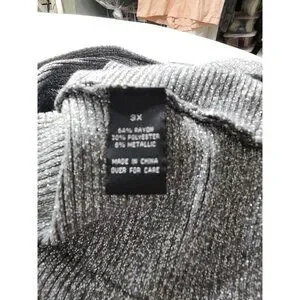 3X
64% RAYON
30% POLYESTER
6% METALLIC
MADE IN CHINA
OVER FOR CARE